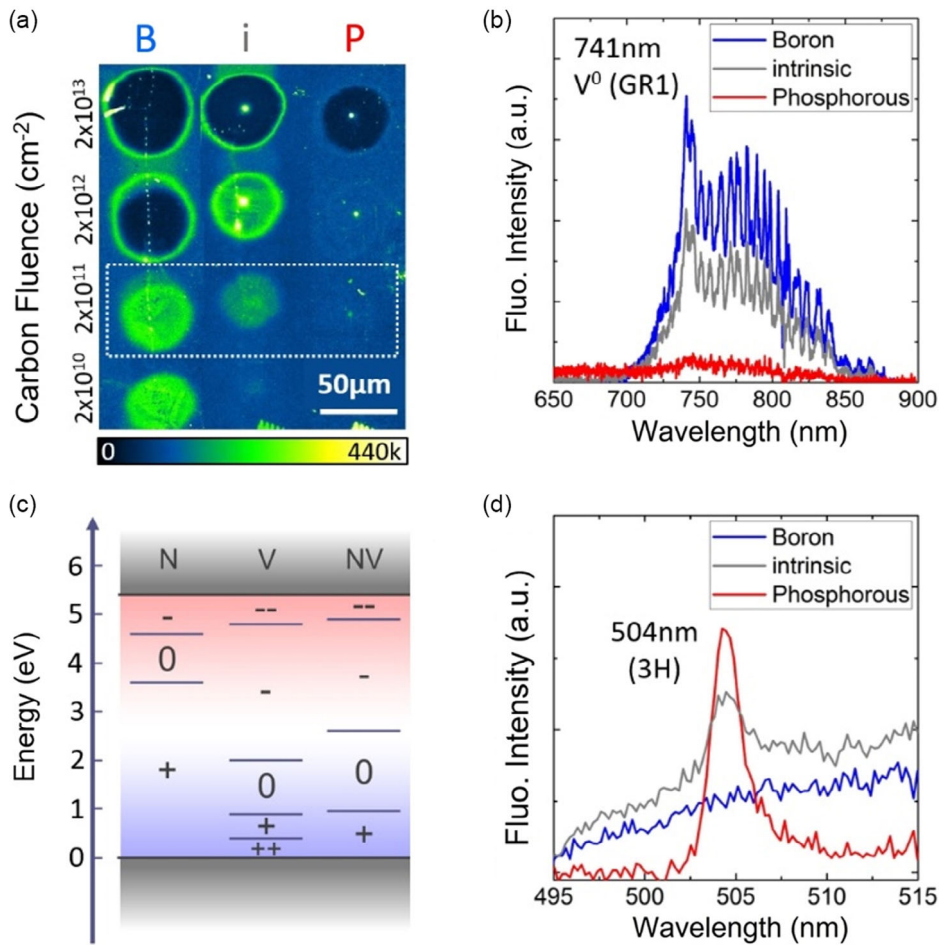 (a)
B i P
Carbon Fluence (cm-2)
2x10¹³
2x10¹²
2x10¹¹
2x10¹⁰
50µm
0 440k
(b)
741nm
V⁰ (GR1)
Boron
intrinsic
Phosphorous
Fluo. Intensity (a.u.)
650 700 750 800 850 900
Wavelength (nm)
(c)
N V NV
Energy (eV)
6
5
4
3
2
1
0
- -- --
0
- -
+ 0 0
+ +
++
(d)
Boron
intrinsic
Phosphorous
504nm
(3H)
Fluo. Intensity (a.u.)
495 500 505 510 515
Wavelength (nm)